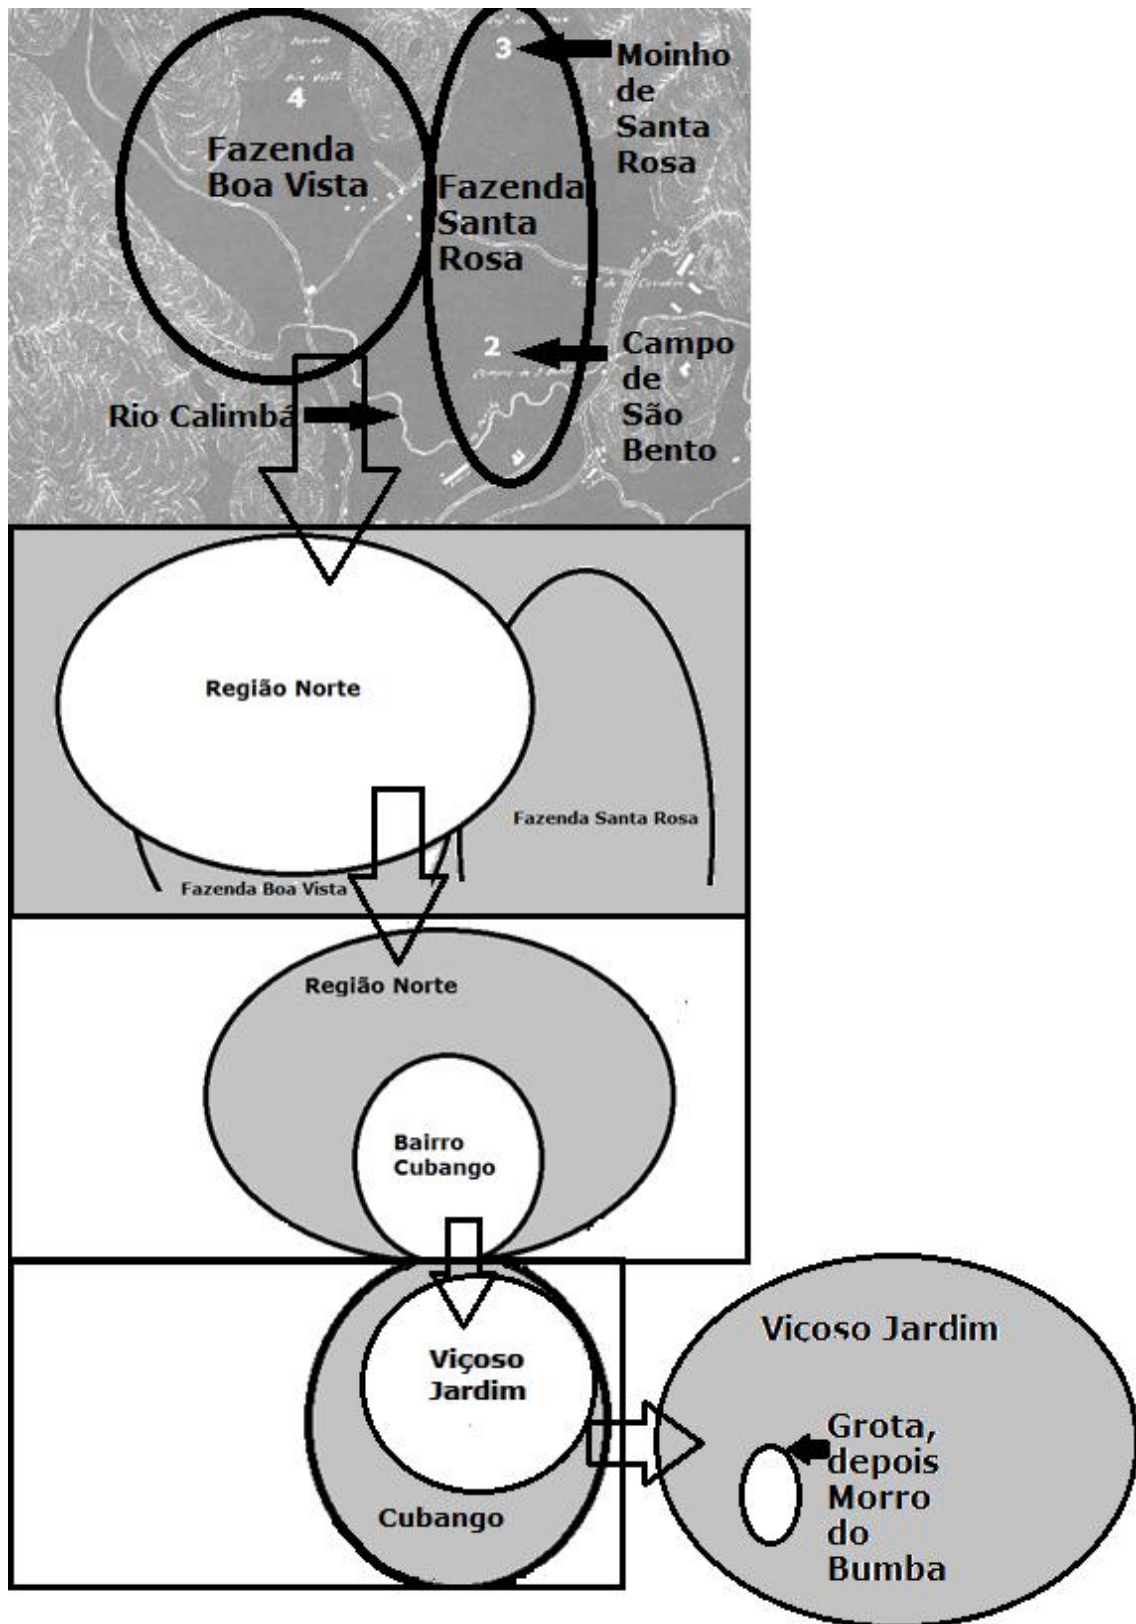 3
Moinho
de
Santa
Rosa
4
Fazenda
Boa Vista
Fazenda
Santa
Rosa
2
Campo
de
São
Bento
Rio Calimbá
Região Norte
Fazenda Santa Rosa
Fazenda Boa Vista
Região Norte
Bairro
Cubango
Viçoso
Jardim
Cubango
Viçoso Jardim
Grota,
depois
Morro
do
Bumba